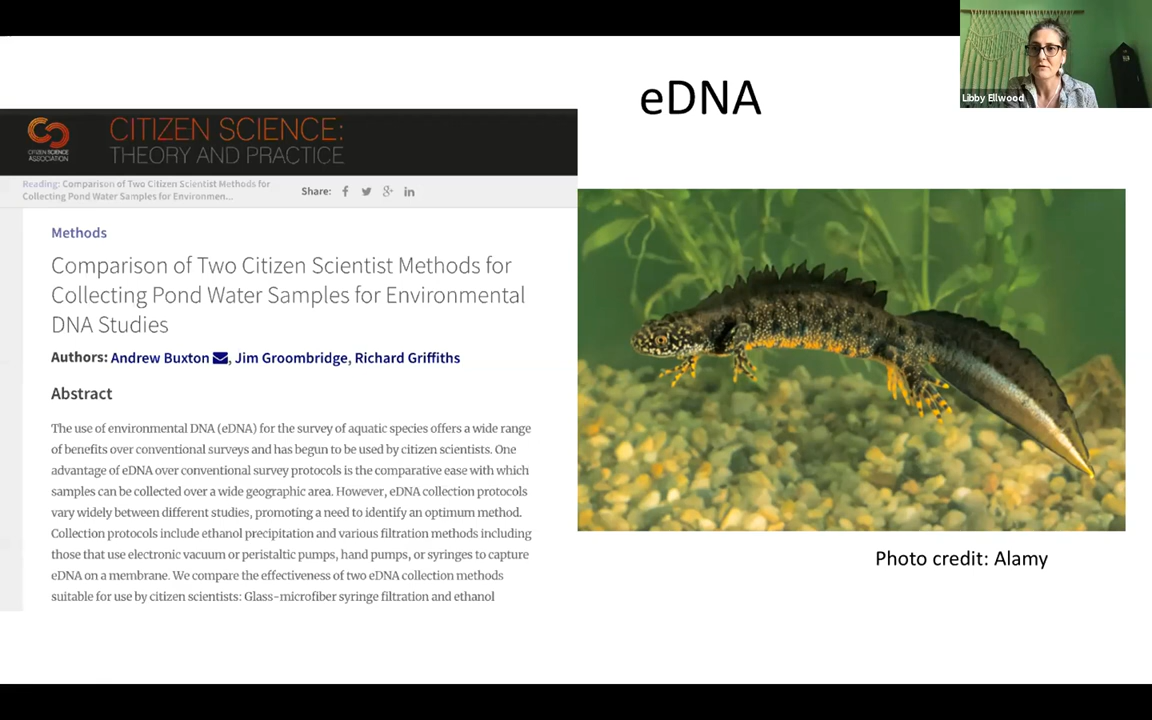 Libby Ellwood
eDNA
CITIZEN SCIENCE
ASSOCIATION
CITIZEN SCIENCE:
THEORY AND PRACTICE
Reading: Comparison of Two Citizen Scientist Methods for
Collecting Pond Water Samples for Environmen...
Share:
Methods
Comparison of Two Citizen Scientist Methods for
Collecting Pond Water Samples for Environmental
DNA Studies
Authors: Andrew Buxton, Jim Groombridge, Richard Griffiths
Abstract
The use of environmental DNA (eDNA) for the survey of aquatic species offers a wide range
of benefits over conventional surveys and has begun to be used by citizen scientists. One
advantage of eDNA over conventional survey protocols is the comparative ease with which
samples can be collected over a wide geographic area. However, eDNA collection protocols
vary widely between different studies, promoting a need to identify an optimum method.
Collection protocols include ethanol precipitation and various filtration methods including
those that use electronic vacuum or peristaltic pumps, hand pumps, or syringes to capture
eDNA on a membrane. We compare the effectiveness of two eDNA collection methods
suitable for use by citizen scientists: Glass-microfiber syringe filtration and ethanol
Photo credit: Alamy